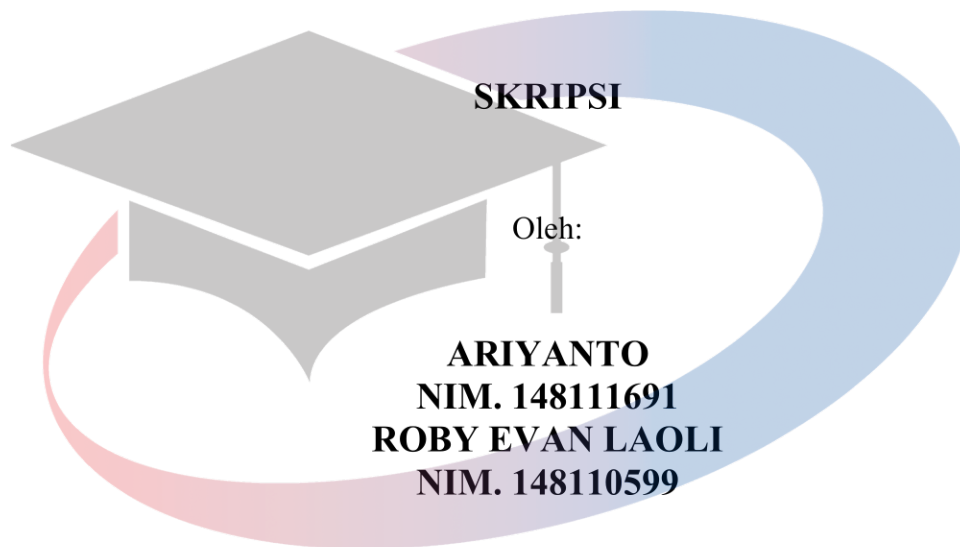 SKRIPSI
Oleh:
ARIYANTO
NIM. 148111691
ROBY EVAN LAOLI
NIM. 148110599